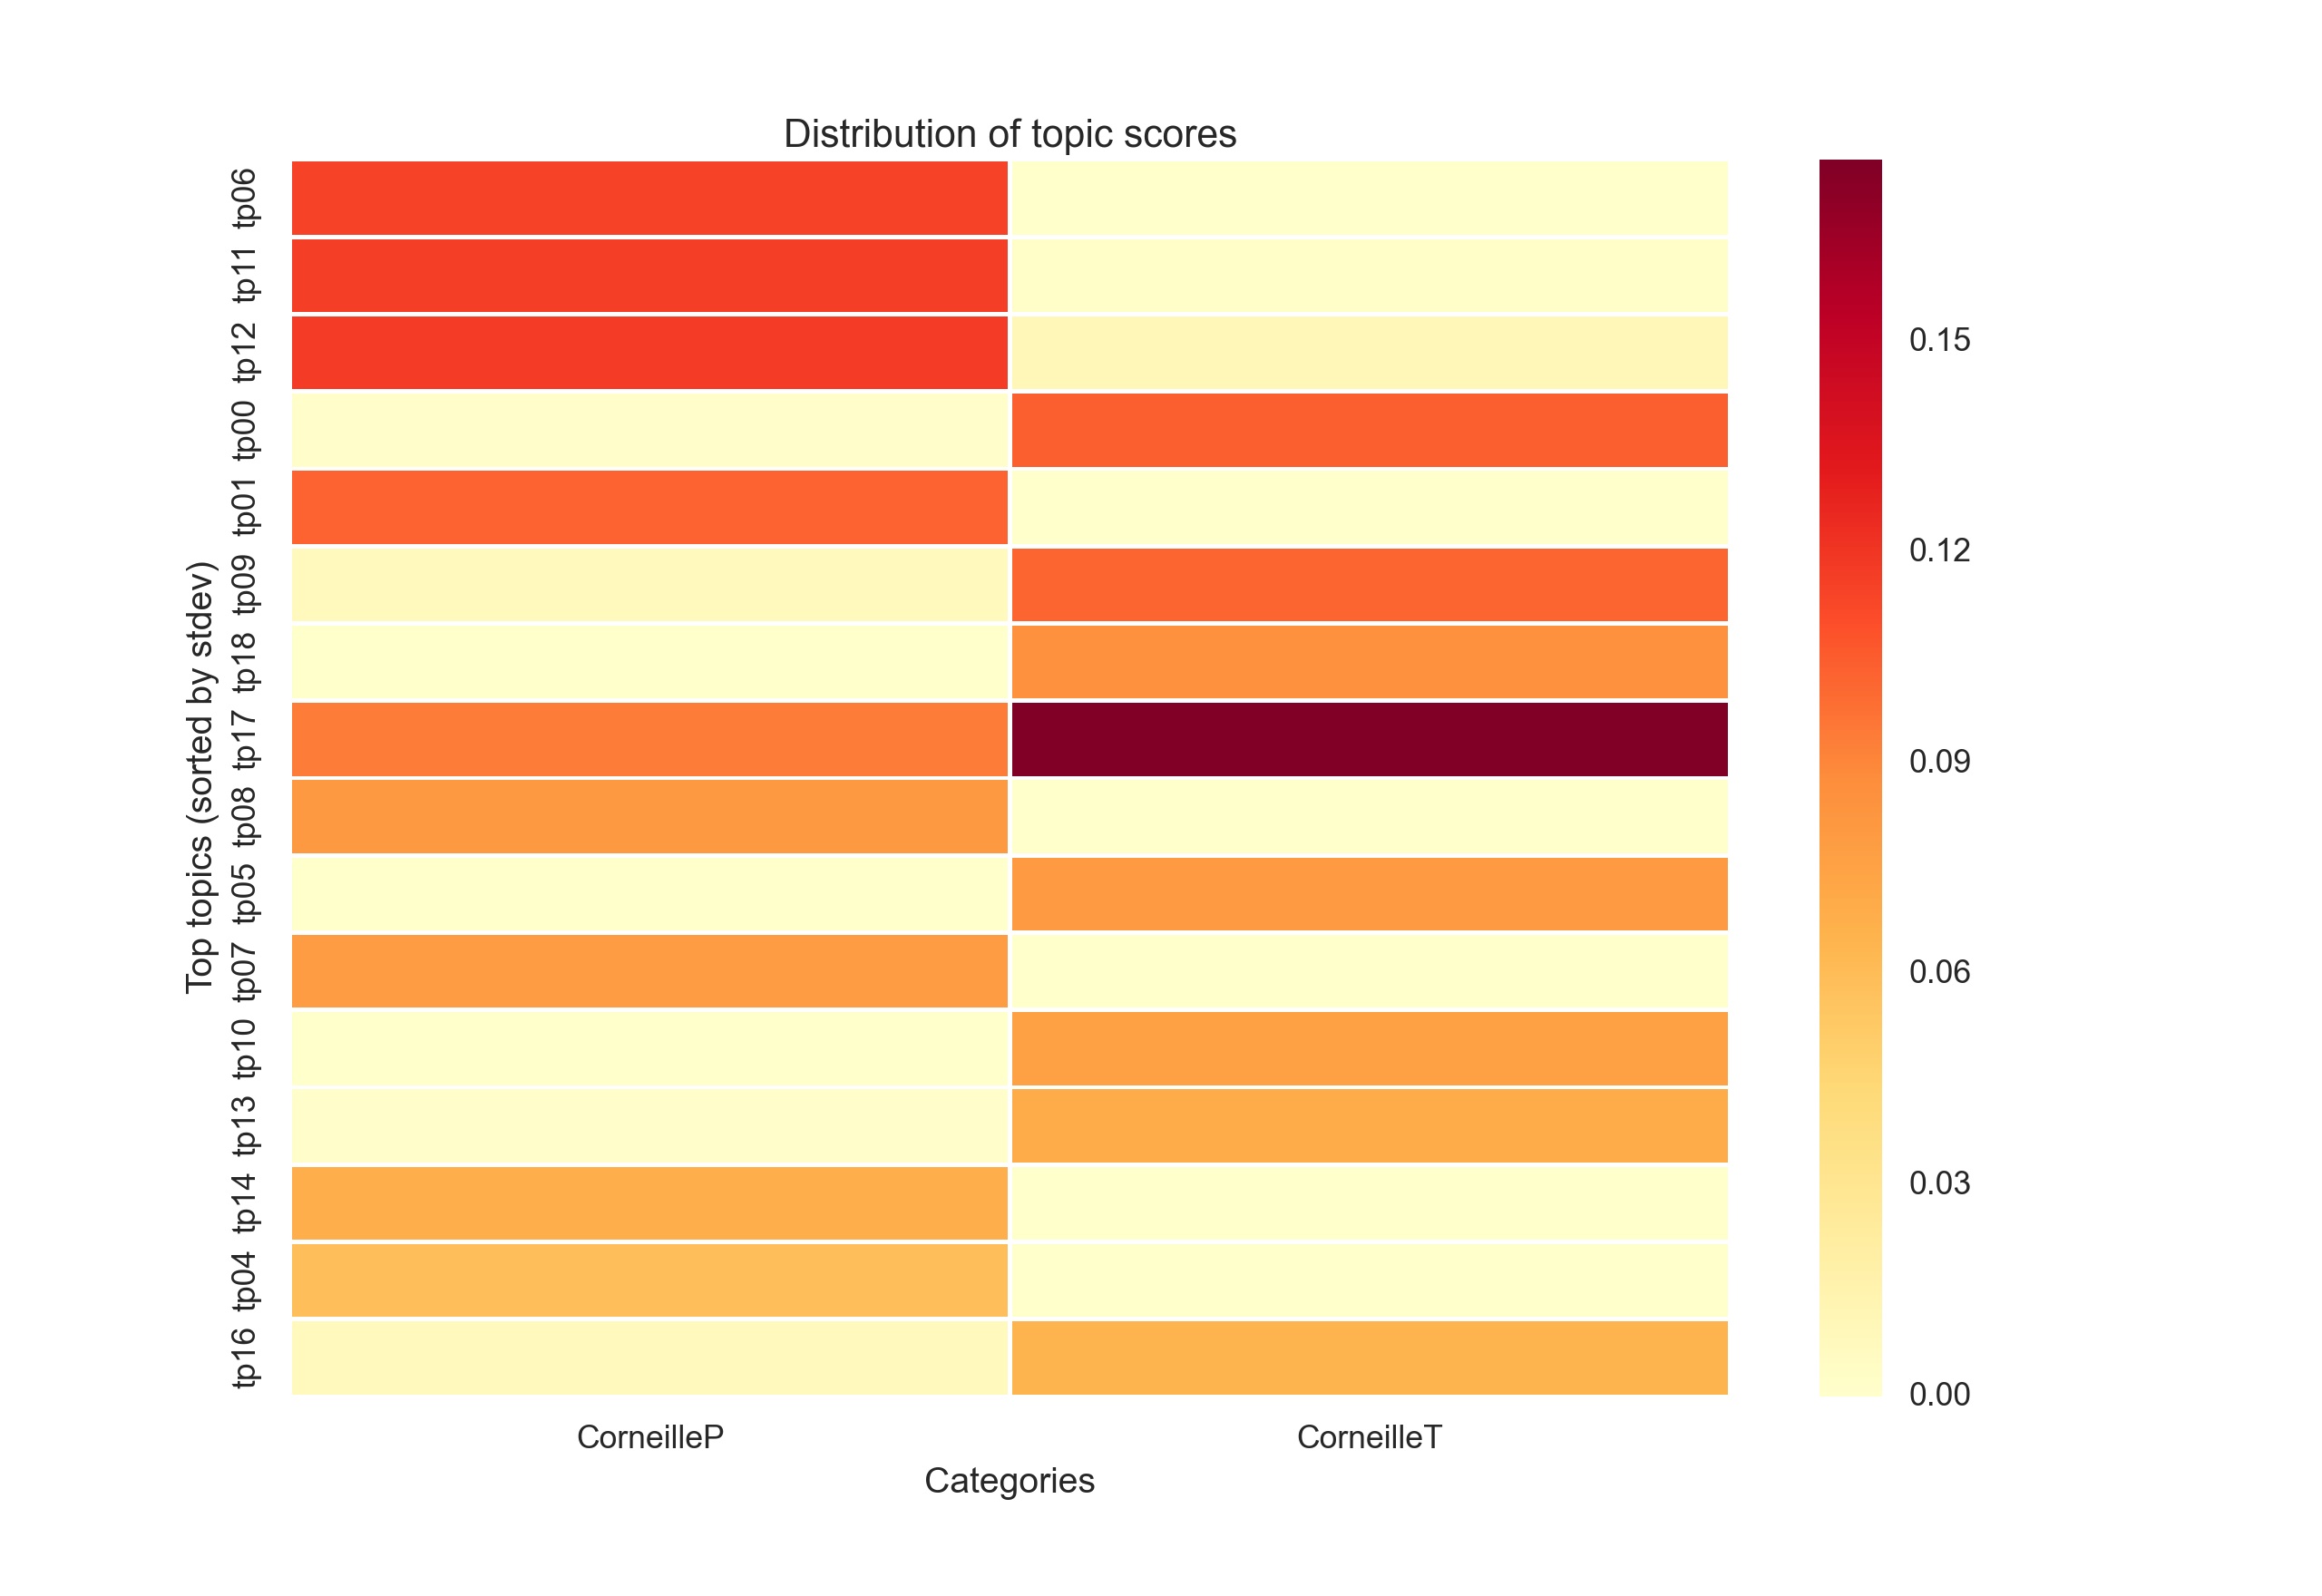 Distribution of topic scores
Top topics (sorted by stdev)
tp06
tp11
tp12
tp00
tp01
tp09
tp18
tp17
tp08
tp05
tp07
tp10
tp13
tp14
tp04
tp16
CorneilleP
CorneilleT
Categories
0.15
0.12
0.09
0.06
0.03
0.00